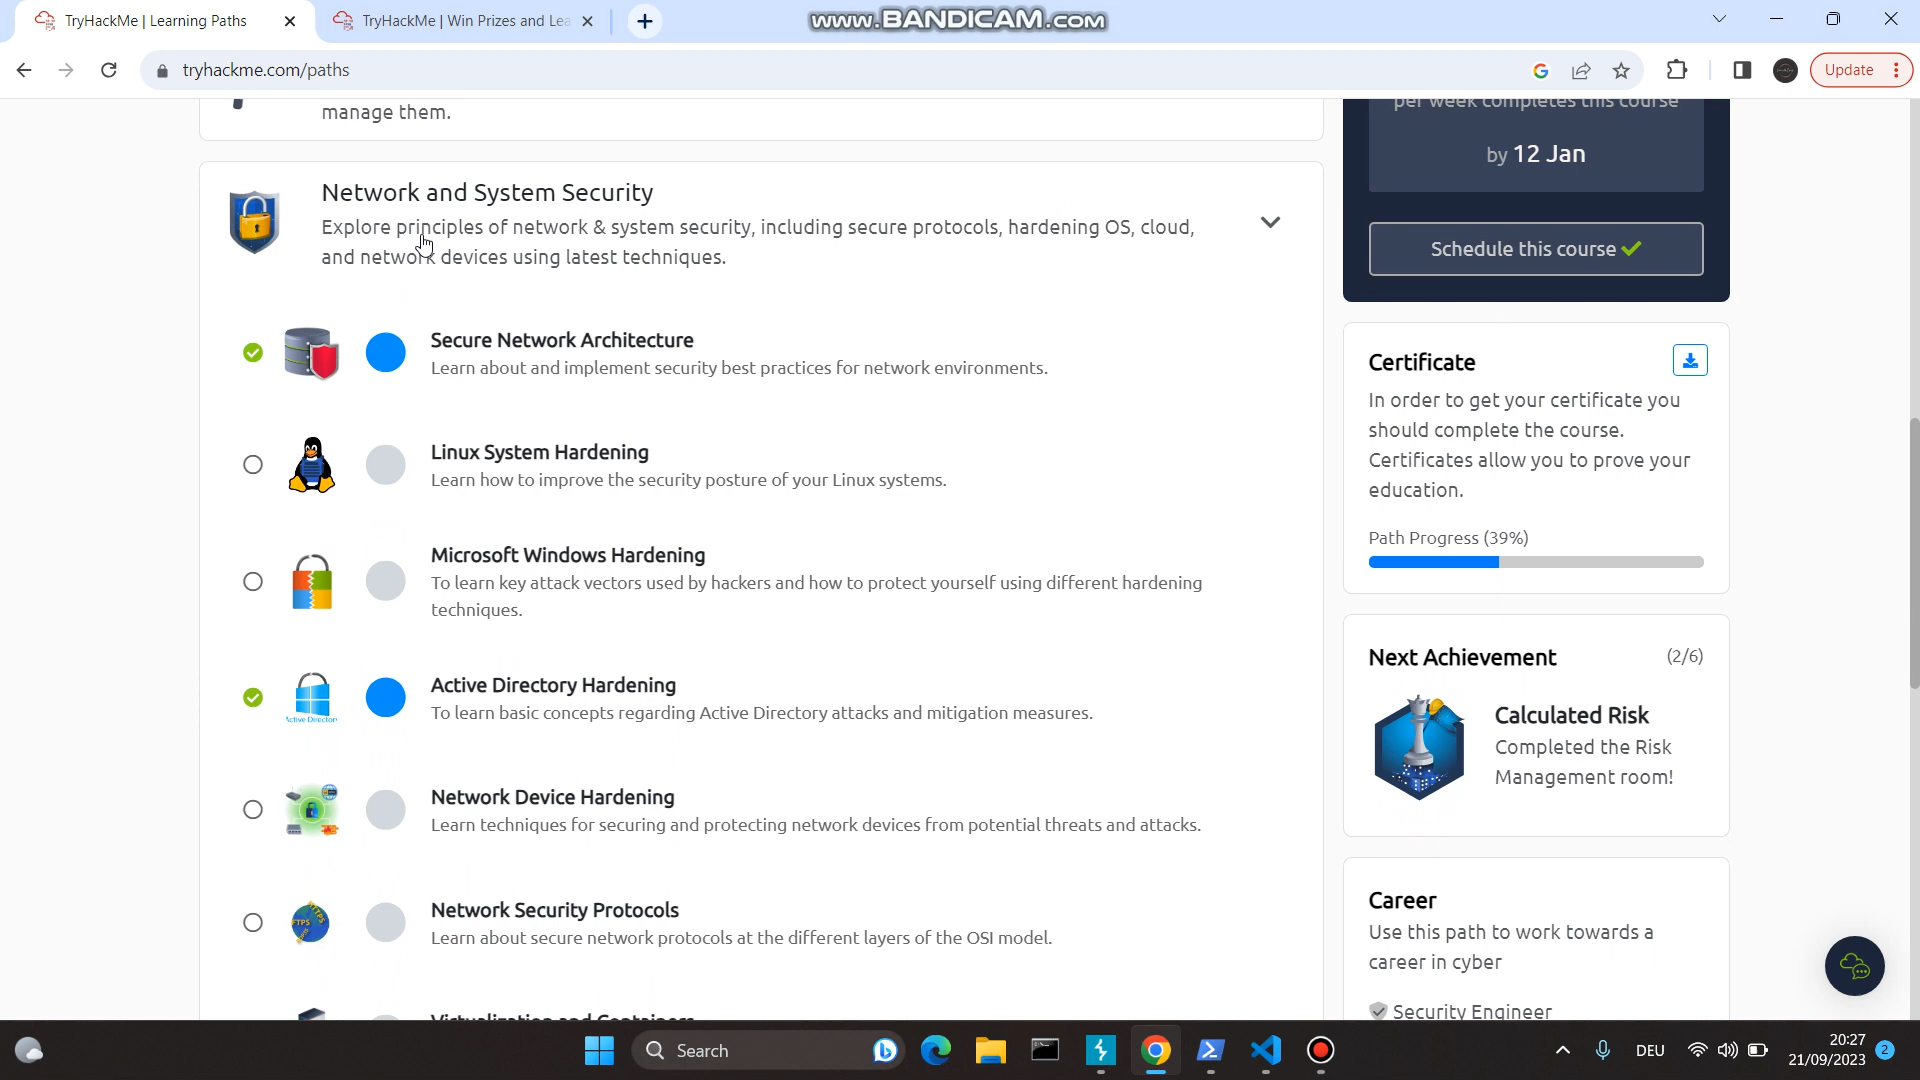 TryHackMe | Learning Paths
TryHackMe | Win Prizes and Lea
www.BANDICAM.com
tryhackme.com/paths
Update
manage them.
per week completes this course
by 12 Jan
Schedule this course
Network and System Security
Explore principles of network & system security, including secure protocols, hardening OS, cloud,
and network devices using latest techniques.
Secure Network Architecture
Learn about and implement security best practices for network environments.
Linux System Hardening
Learn how to improve the security posture of your Linux systems.
Microsoft Windows Hardening
To learn key attack vectors used by hackers and how to protect yourself using different hardening
techniques.
Active Directory Hardening
To learn basic concepts regarding Active Directory attacks and mitigation measures.
Network Device Hardening
Learn techniques for securing and protecting network devices from potential threats and attacks.
Network Security Protocols
Learn about secure network protocols at the different layers of the OSI model.
Virtualization and Containers
Certificate
In order to get your certificate you
should complete the course.
Certificates allow you to prove your
education.
Path Progress (39%)
Next Achievement (2/6)
Calculated Risk
Completed the Risk
Management room!
Career
Use this path to work towards a
career in cyber
Security Engineer
Search
DEU
20:27
21/09/2023
2